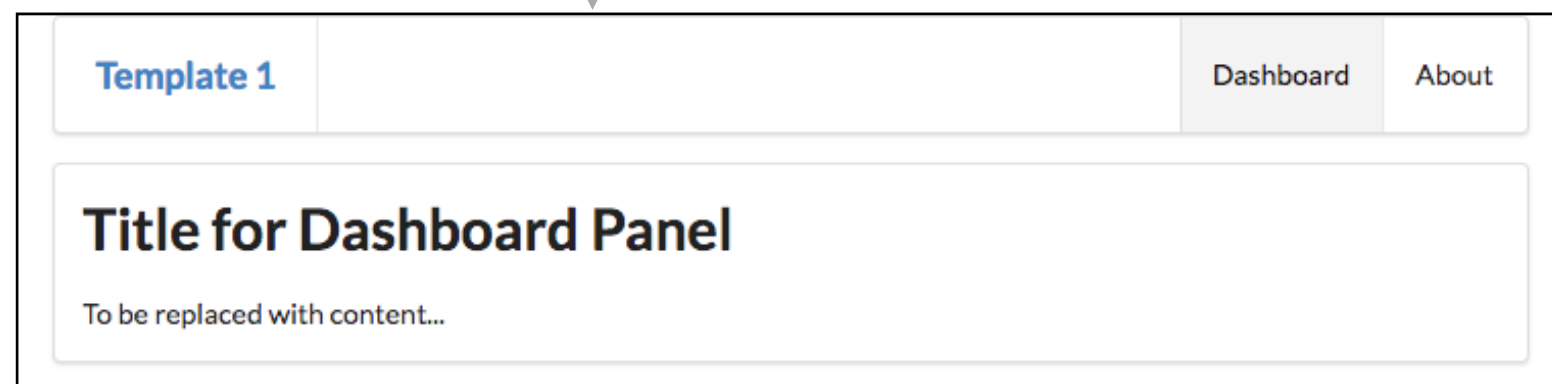 Template 1
Dashboard
About
Title for Dashboard Panel
To be replaced with content...